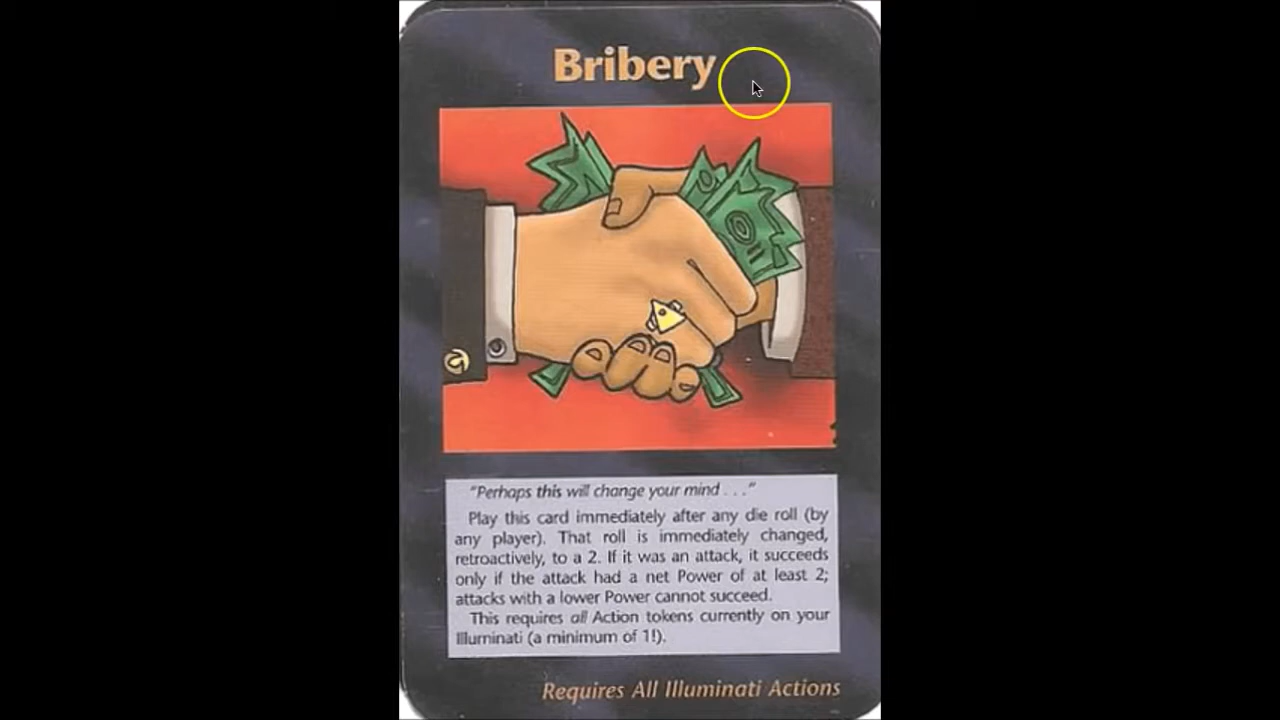 Bribery
"Perhaps this will change your mind . . ."
Play this card immediately after any die roll (by
any player). That roll is immediately changed,
retroactively, to a 2. If it was an attack, it succeeds
only if the attack had a net Power of at least 2;
attacks with a lower Power cannot succeed.
This requires all Action tokens currently on your
Illuminati (a minimum of 1!).
Requires All Illuminati Actions